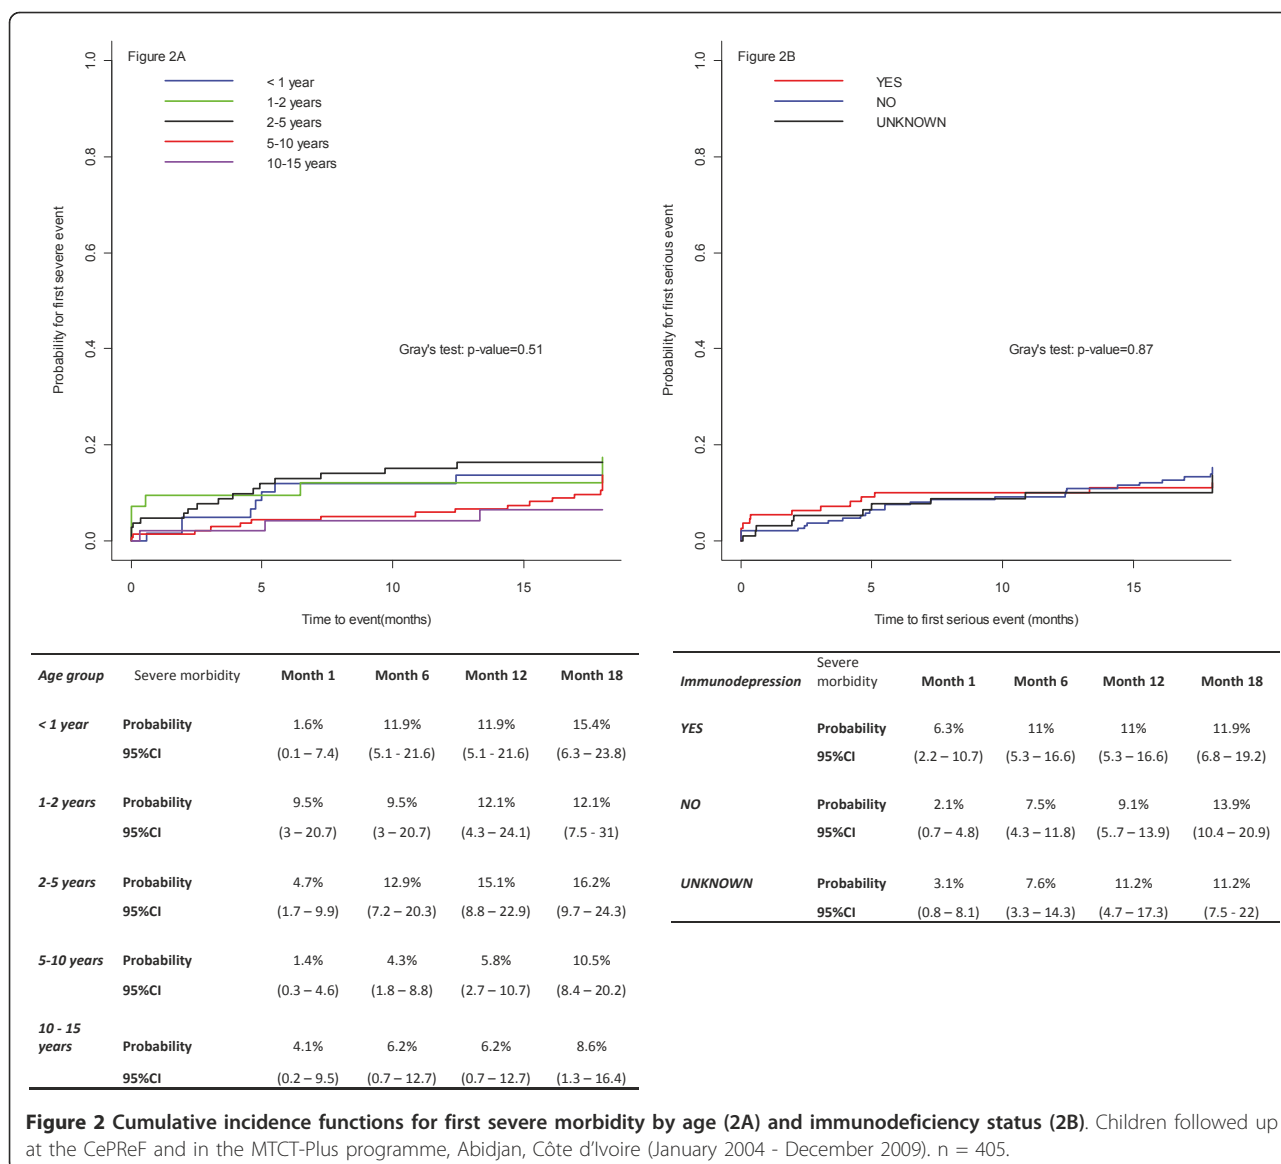 Figure 2A
< 1 year
1-2 years
2-5 years
5-10 years
10-15 years
Probability for first severe event
1.0
0.8
0.6
0.4
0.2
0.0
Gray's test: p-value=0.51
0 5 10 15
Time to event(months)
Figure 2B
YES
NO
UNKNOWN
Probability for first serious event
1.0
0.8
0.6
0.4
0.2
0.0
Gray's test: p-value=0.87
0 5 10 15
Time to first serious event (months)
Age group Severe morbidity Month 1 Month 6 Month 12 Month 18
< 1 year Probability 1.6% 11.9% 11.9% 15.4%
95%CI (0.1 – 7.4) (5.1 - 21.6) (5.1 - 21.6) (6.3 – 23.8)
1-2 years Probability 9.5% 9.5% 12.1% 12.1%
95%CI (3 – 20.7) (3 – 20.7) (4.3 – 24.1) (7.5 - 31)
2-5 years Probability 4.7% 12.9% 15.1% 16.2%
95%CI (1.7 – 9.9) (7.2 – 20.3) (8.8 – 22.9) (9.7 – 24.3)
5-10 years Probability 1.4% 4.3% 5.8% 10.5%
95%CI (0.3 – 4.6) (1.8 – 8.8) (2.7 – 10.7) (8.4 – 20.2)
10 - 15
years Probability 4.1% 6.2% 6.2% 8.6%
95%CI (0.2 – 9.5) (0.7 – 12.7) (0.7 – 12.7) (1.3 – 16.4)
Severe
Immunodepression morbidity Month 1 Month 6 Month 12 Month 18
YES Probability 6.3% 11% 11% 11.9%
95%CI (2.2 – 10.7) (5.3 – 16.6) (5.3 – 16.6) (6.8 – 19.2)
NO Probability 2.1% 7.5% 9.1% 13.9%
95%CI (0.7 – 4.8) (4.3 – 11.8) (5..7 – 13.9) (10.4 – 20.9)
UNKNOWN Probability 3.1% 7.6% 11.2% 11.2%
95%CI (0.8 – 8.1) (3.3 – 14.3) (4.7 – 17.3) (7.5 - 22)
Figure 2 Cumulative incidence functions for first severe morbidity by age (2A) and immunodeficiency status (2B). Children followed up
at the CePReF and in the MTCT-Plus programme, Abidjan, Côte d'Ivoire (January 2004 - December 2009). n = 405.